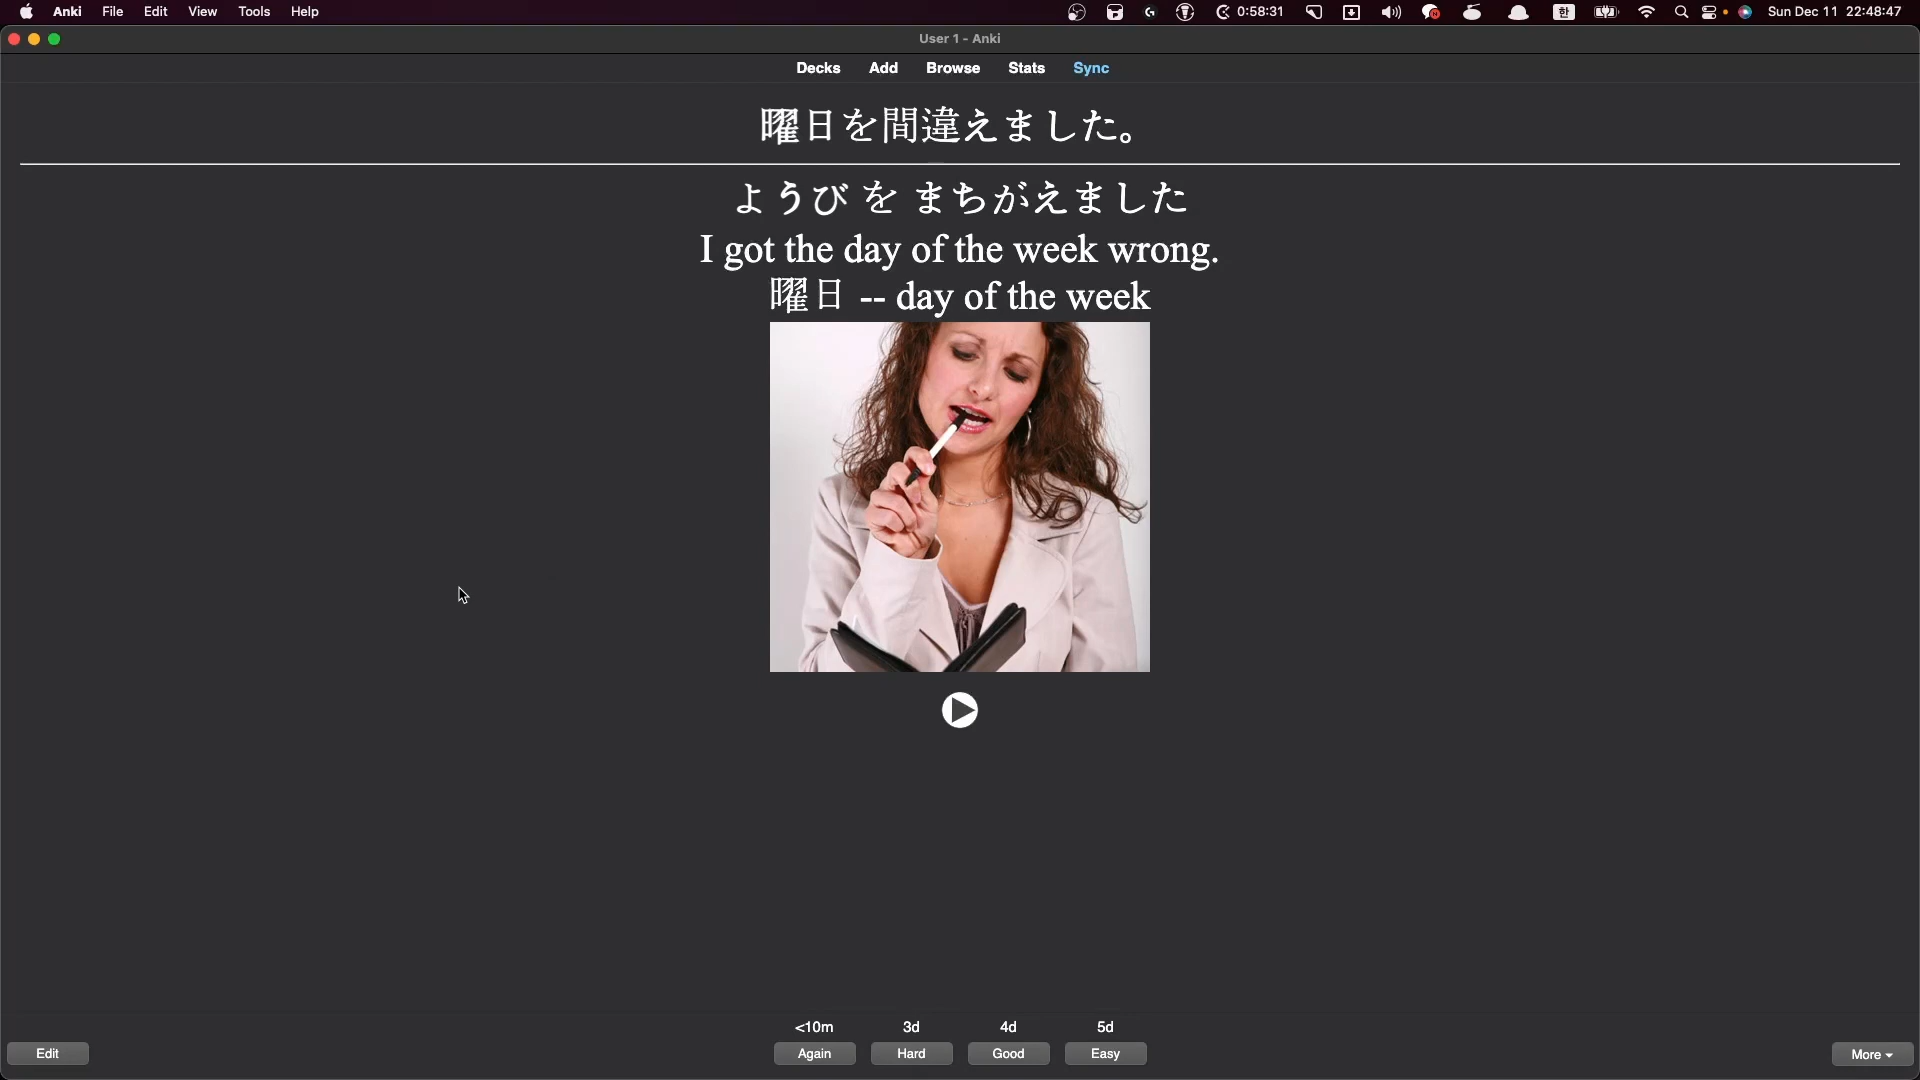 Anki File Edit View Tools Help 0:58:31 한 Sun Dec 11 22:48:47
User 1 - Anki
Decks Add Browse Stats Sync
曜日を間違えました。
ようび を まちがえました
I got the day of the week wrong.
曜日 -- day of the week
<10m 3d 4d 5d
Edit Again Hard Good Easy More